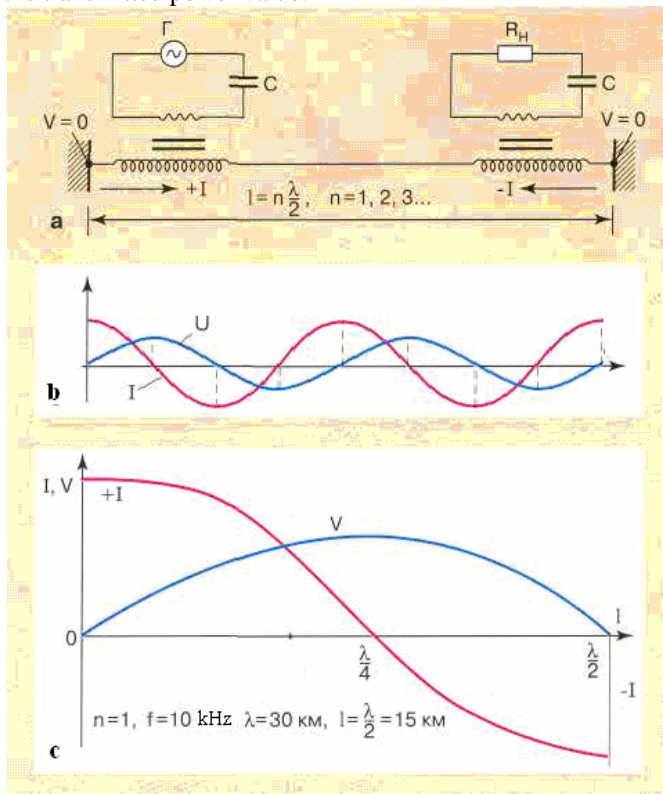 Г
R_H
C
C
V=0
V=0
+I
l=n λ/2, n=1, 2, 3...
-I
a
U
I
b
I, V
+I
V
0
λ/4
λ/2
l
-I
n=1, f=10 kHz λ=30 км, l=λ/2=15 км
c